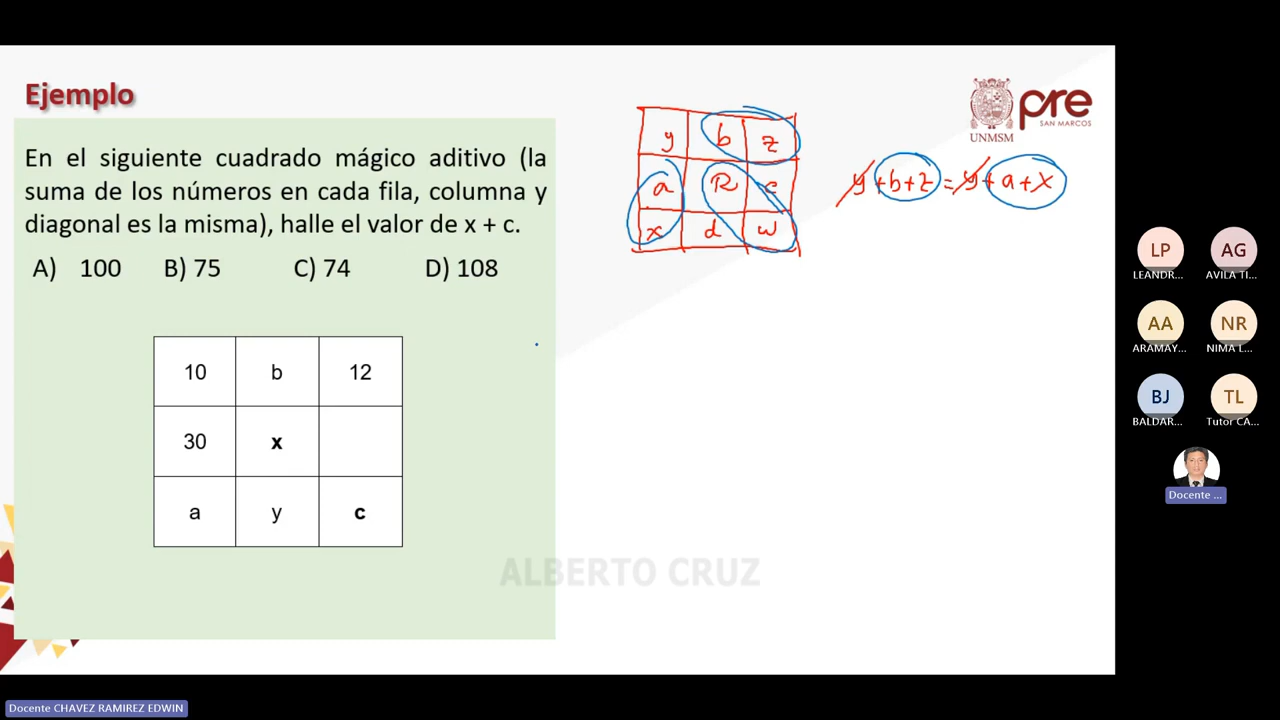 Ejemplo
En el siguiente cuadrado mágico aditivo (la
suma de los números en cada fila, columna y
diagonal es la misma), halle el valor de x + c.
A) 100 B) 75 C) 74 D) 108
10 b 12
30 x
a y c
y b z
a R c
x d w
y + b + z = y + a + x
UNMSM
pre
SAN MARCOS
ALBERTO CRUZ
LP
LEANDR...
AG
AVILA TI...
AA
ARAMAY...
NR
NIMA L...
BJ
BALDAR...
TL
Tutor CA...
Docente ...
Docente CHAVEZ RAMIREZ EDWIN